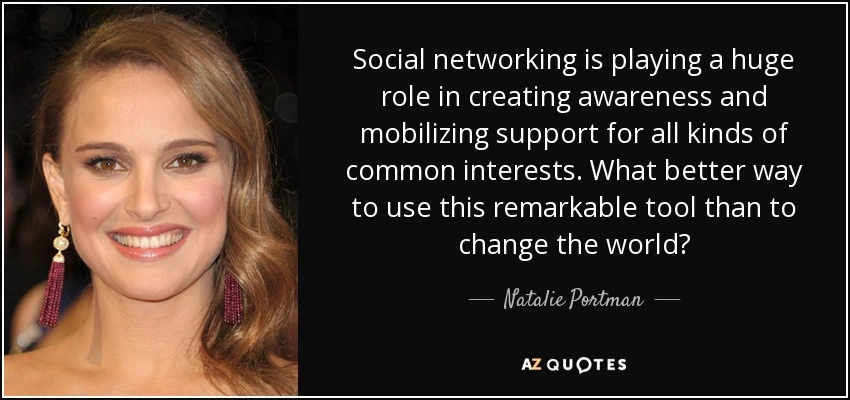 Social networking is playing a huge
role in creating awareness and
mobilizing support for all kinds of
common interests. What better way
to use this remarkable tool than to
change the world?
Natalie Portman
AZ QUOTES